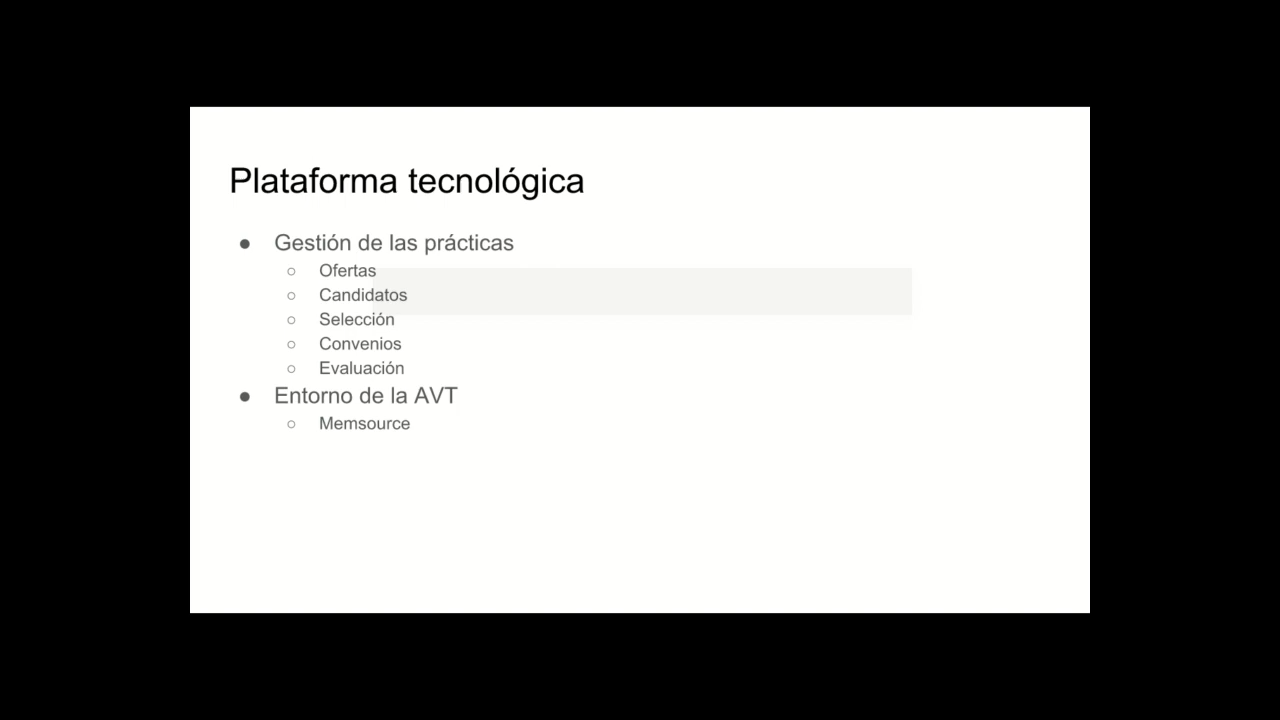 Plataforma tecnológica
● Gestión de las prácticas
○ Ofertas
○ Candidatos
○ Selección
○ Convenios
○ Evaluación
● Entorno de la AVT
○ Memsource